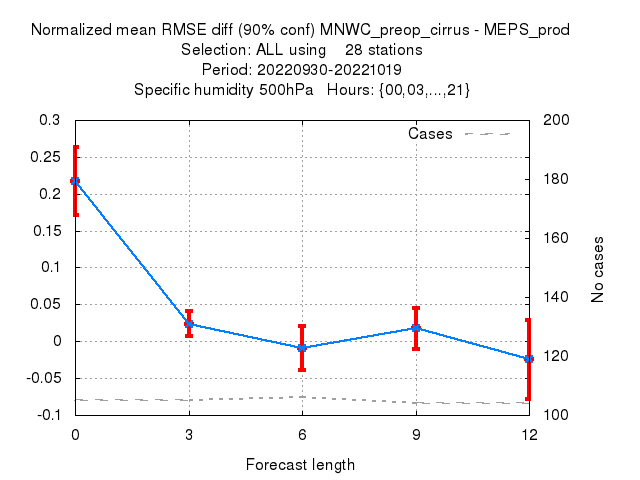 Normalized mean RMSE diff (90% conf) MNWC_preop_cirrus - MEPS_prod
Selection: ALL using 28 stations
Period: 20220930-20221019
Specific humidity 500hPa Hours: {00,03,...,21}
Cases
0.3
0.25
0.2
0.15
0.1
0.05
0
-0.05
-0.1
200
180
160
140
120
100
No cases
0 3 6 9 12
Forecast length